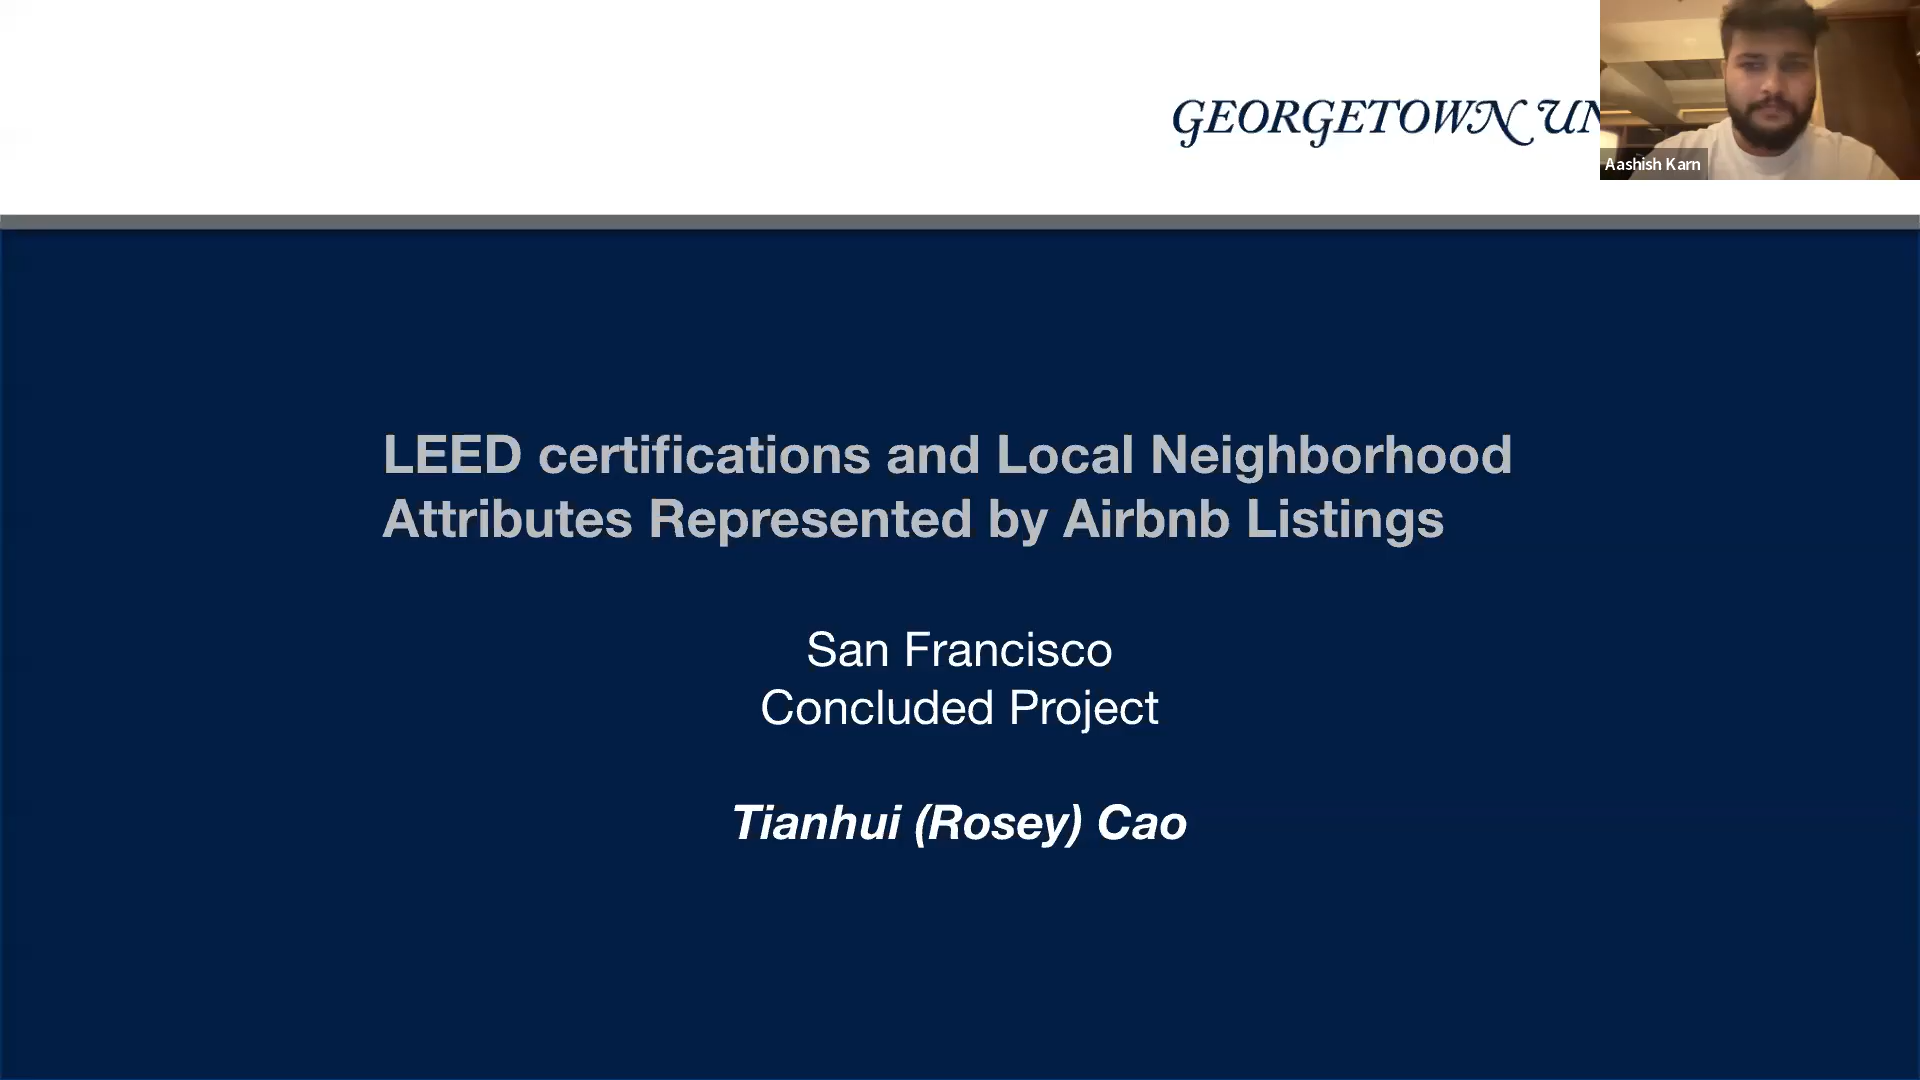 GEORGETOWN UN
Aashish Karn
LEED certifications and Local Neighborhood
Attributes Represented by Airbnb Listings
San Francisco
Concluded Project
Tianhui (Rosey) Cao